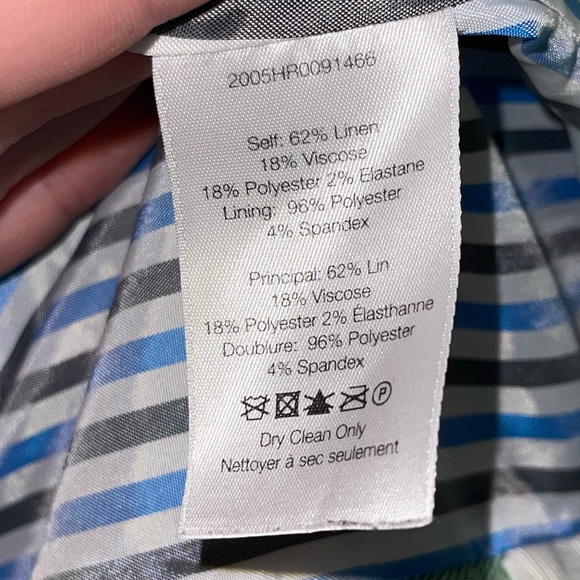 2005HR0091466
Self: 62% Linen
18% Viscose
18% Polyester 2% Elastane
Lining: 96% Polyester
4% Spandex
Principal: 62% Lin
18% Viscose
18% Polyester 2% Élasthanne
Doublure: 96% Polyester
4% Spandex
P
Dry Clean Only
Nettoyer à sec seulement